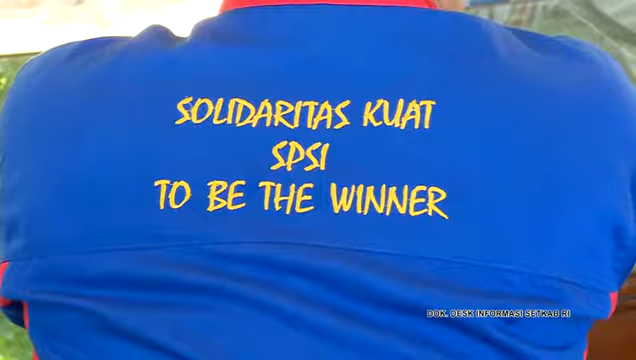 SOLIDARITAS KUAT
SPSI
TO BE THE WINNER
DOK. DESK INFORMASI SETKAB RI